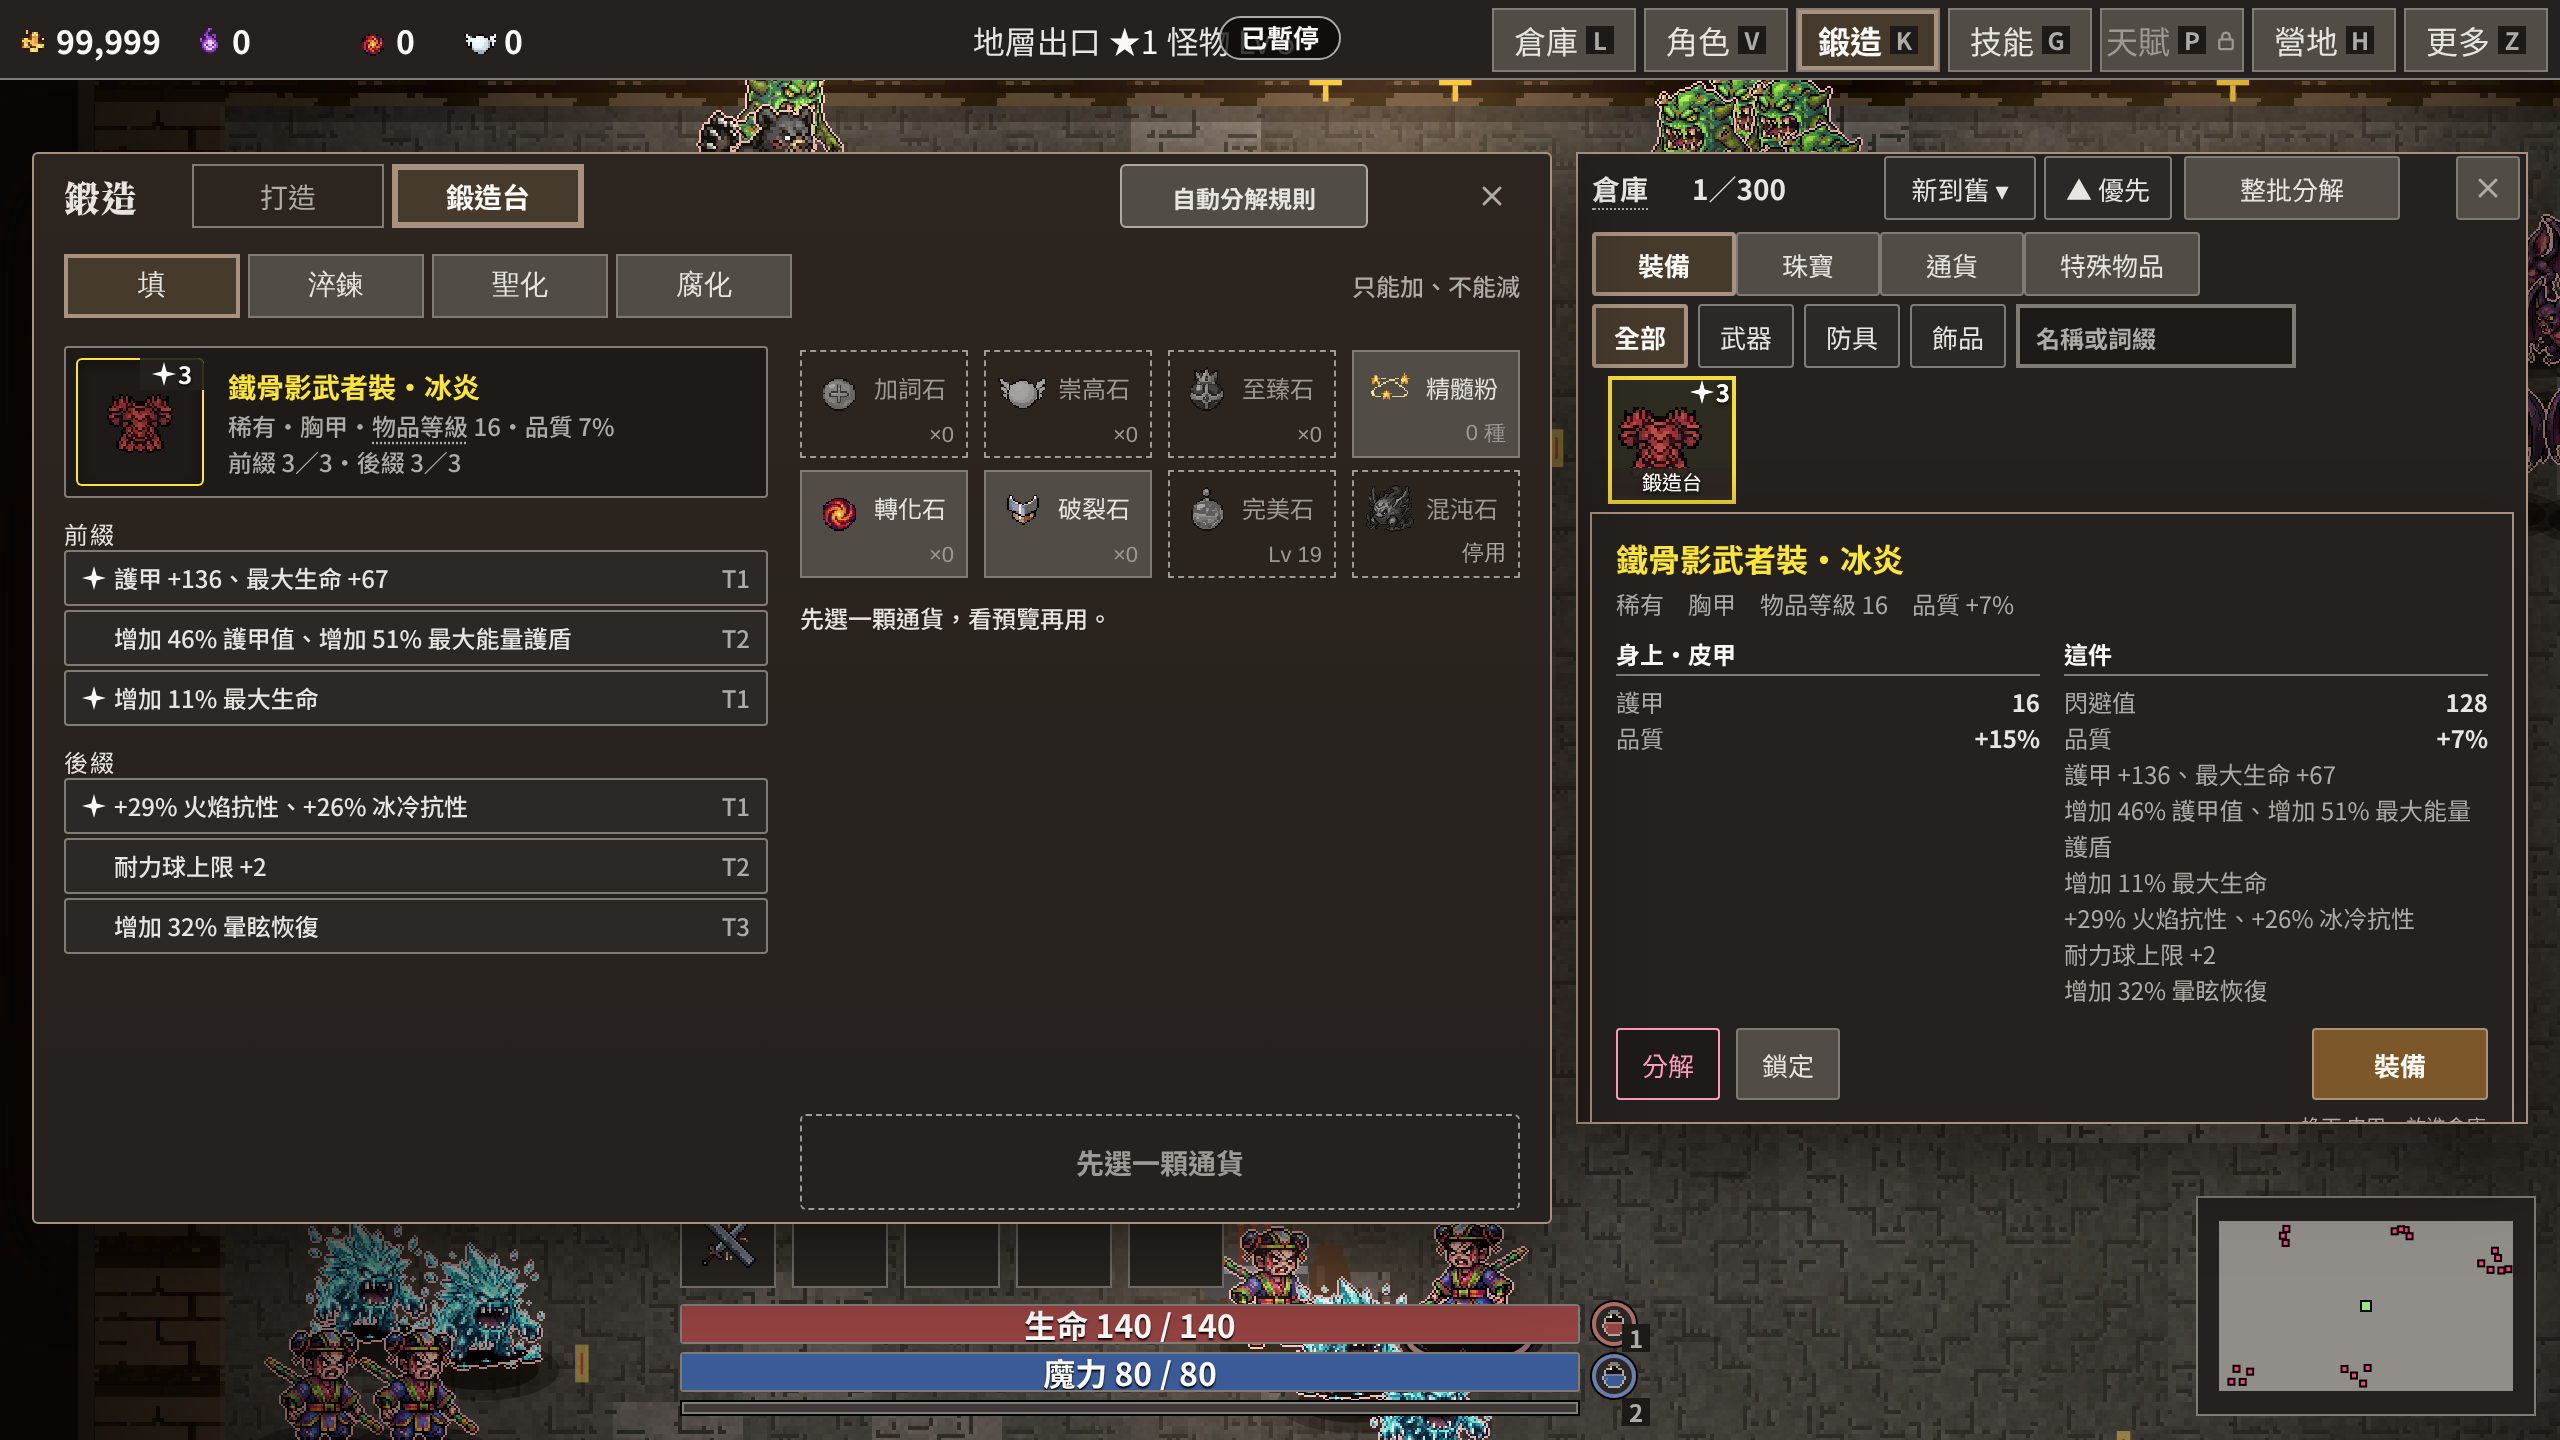 99,999 0 0 0 地層出口 ★1 怪物 已暫停 倉庫 L 角色 V 鍛造 K 技能 G 天賦 P 營地 H 更多 Z
鍛造 打造 鍛造台 自動分解規則 ×
填 淬鍊 聖化 腐化 只能加、不能減
3
鐵骨影武者裝・冰炎
稀有・胸甲・物品等級 16・品質 7%
前綴 3／3・後綴 3／3
前綴
護甲 +136、最大生命 +67 T1
增加 46% 護甲值、增加 51% 最大能量護盾 T2
增加 11% 最大生命 T1
後綴
+29% 火焰抗性、+26% 冰冷抗性 T1
耐力球上限 +2 T2
增加 32% 暈眩恢復 T3
加詞石 ×0
崇高石 ×0
至臻石 ×0
精髓粉 0 種
轉化石 ×0
破裂石 ×0
完美石 Lv 19
混沌石 停用
先選一顆通貨，看預覽再用。
先選一顆通貨
倉庫 1／300 新到舊 ▾ ▲ 優先 整批分解 ×
裝備 珠寶 通貨 特殊物品
全部 武器 防具 飾品 名稱或詞綴
3
鍛造台
鐵骨影武者裝・冰炎
稀有 胸甲 物品等級 16 品質 +7%
身上・皮甲
護甲 16
品質 +15%
這件
閃避值 128
品質 +7%
護甲 +136、最大生命 +67
增加 46% 護甲值、增加 51% 最大能量
護盾
增加 11% 最大生命
+29% 火焰抗性、+26% 冰冷抗性
耐力球上限 +2
增加 32% 暈眩恢復
分解 鎖定 裝備
生命 140 / 140 1
魔力 80 / 80
2